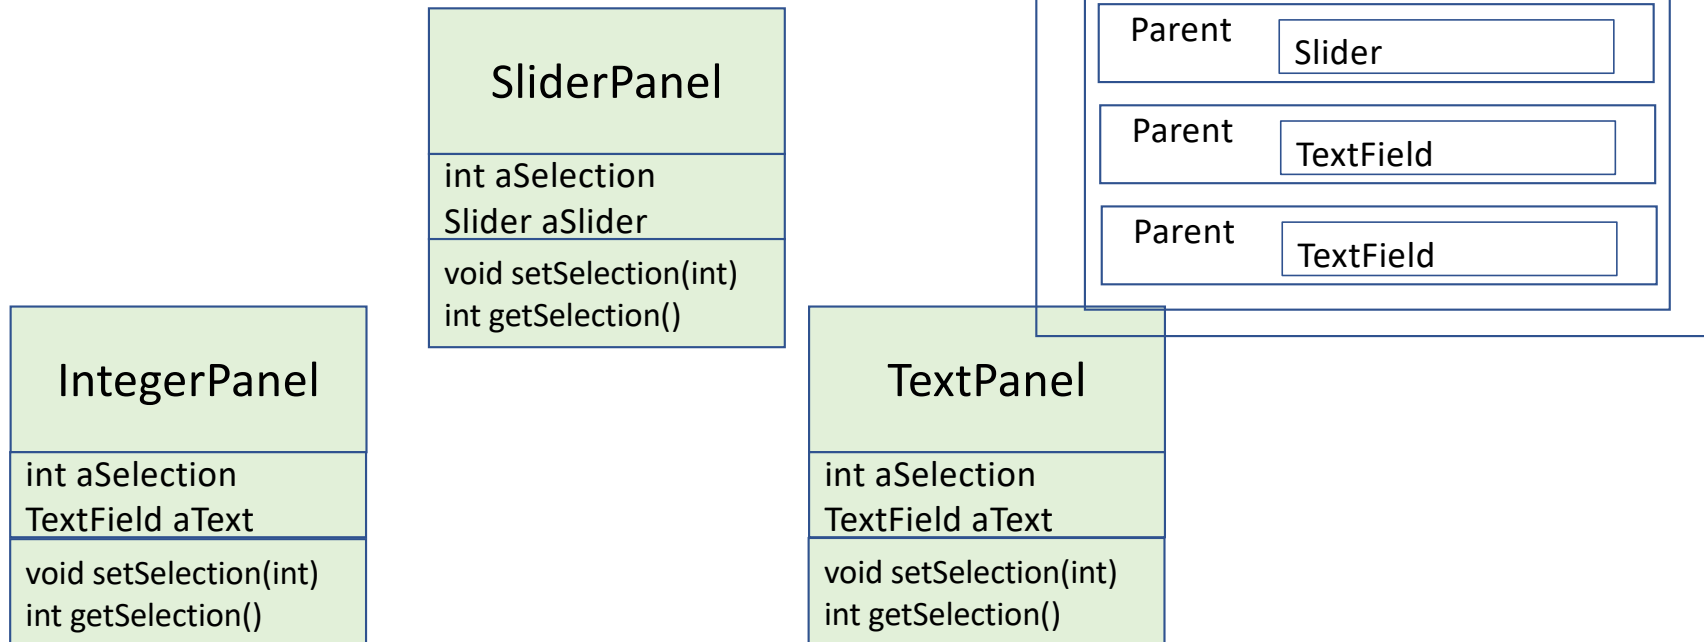 SliderPanel
int aSelection
Slider aSlider
void setSelection(int)
int getSelection()
Parent
Slider
Parent
TextField
Parent
TextField
IntegerPanel
int aSelection
TextField aText
void setSelection(int)
int getSelection()
TextPanel
int aSelection
TextField aText
void setSelection(int)
int getSelection()